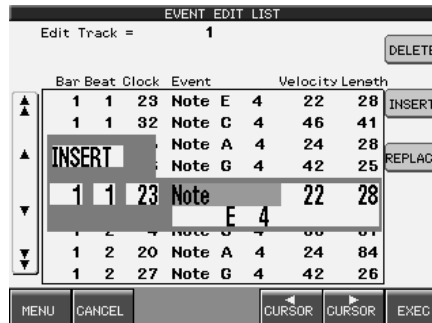 EVENT EDIT LIST
Edit Track = 1
DELETE
Bar Beat Clock Event Velocity Length
1 1 23 Note E 4 22 28
INSERT
1 1 32 Note C 4 46 41
Note A 4 24 28
INSERT
Note G 4 42 25
REPLAC
1 1 23 Note 22 28
E 4
1 2 20 Note A 4 24 84
1 2 27 Note G 4 42 26
MENU CANCEL CURSOR CURSOR EXEC